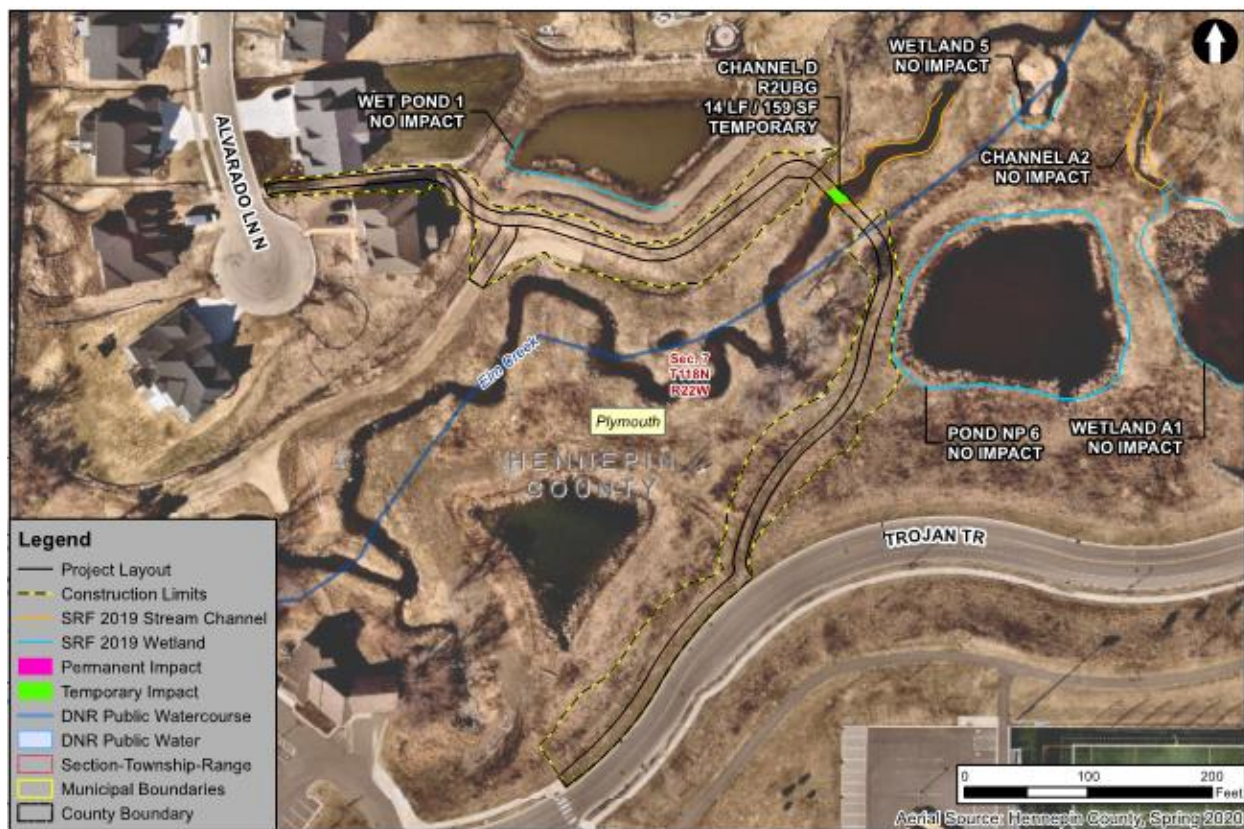 WETLAND 5
NO IMPACT
CHANNEL D
R2UBG
14 LF / 159 SF
TEMPORARY
WET POND 1
NO IMPACT
ALVARADO LN N
CHANNEL A2
NO IMPACT
Elm Creek
Sec. 7
T118N
R22W
Plymouth
HENNEPIN
COUNTY
POND NP 6
NO IMPACT
WETLAND A1
NO IMPACT
TROJAN TR
Legend
Project Layout
Construction Limits
SRF 2019 Stream Channel
SRF 2019 Wetland
Permanent Impact
Temporary Impact
DNR Public Watercourse
DNR Public Water
Section-Township-Range
Municipal Boundaries
County Boundary
0 100 200
Feet
Aerial Source: Hennepin County, Spring 2020